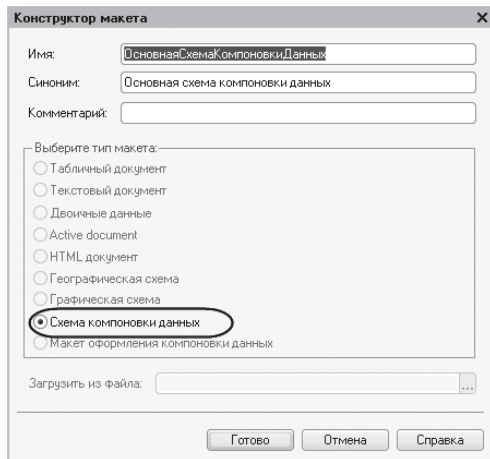 Конструктор макета
Имя: ОсновнаяСхемаКомпоновкиДанных
Синоним: Основная схема компоновки данных
Комментарий:
Выберите тип макета:
Табличный документ
Текстовый документ
Двоичные данные
Active document
HTML документ
Географическая схема
Графическая схема
Схема компоновки данных
Макет оформления компоновки данных
Загрузить из файла: ...
Готово Отмена Справка